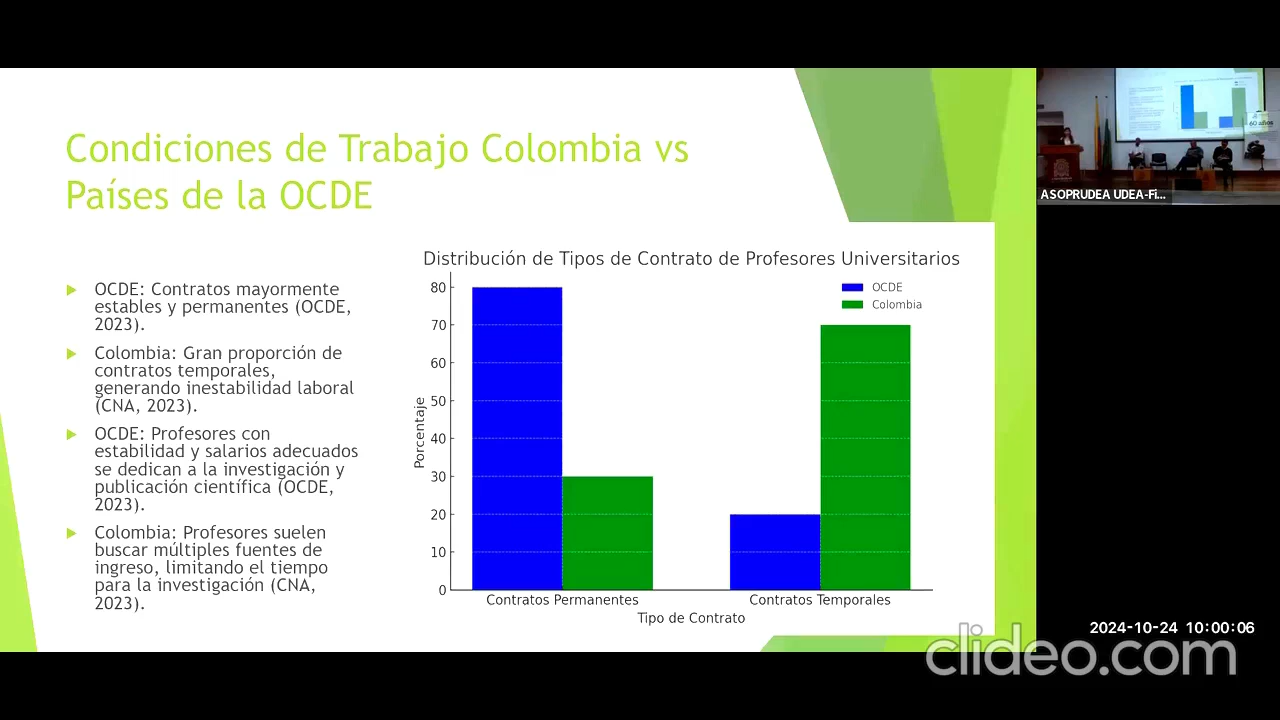 Condiciones de Trabajo Colombia vs
Países de la OCDE
OCDE: Contratos mayormente
estables y permanentes (OCDE,
2023).
Colombia: Gran proporción de
contratos temporales,
generando inestabilidad laboral
(CNA, 2023).
OCDE: Profesores con
estabilidad y salarios adecuados
se dedican a la investigación y
publicación científica (OCDE,
2023).
Colombia: Profesores suelen
buscar múltiples fuentes de
ingreso, limitando el tiempo
para la investigación (CNA,
2023).
Distribución de Tipos de Contrato de Profesores Universitarios
OCDE
Colombia
Porcentaje
80
70
60
50
40
30
20
10
0
Contratos Permanentes
Contratos Temporales
Tipo de Contrato
ASOPRUDEA UDEA-Fi...
60 años
2024-10-24 10:00:06
clideo.com